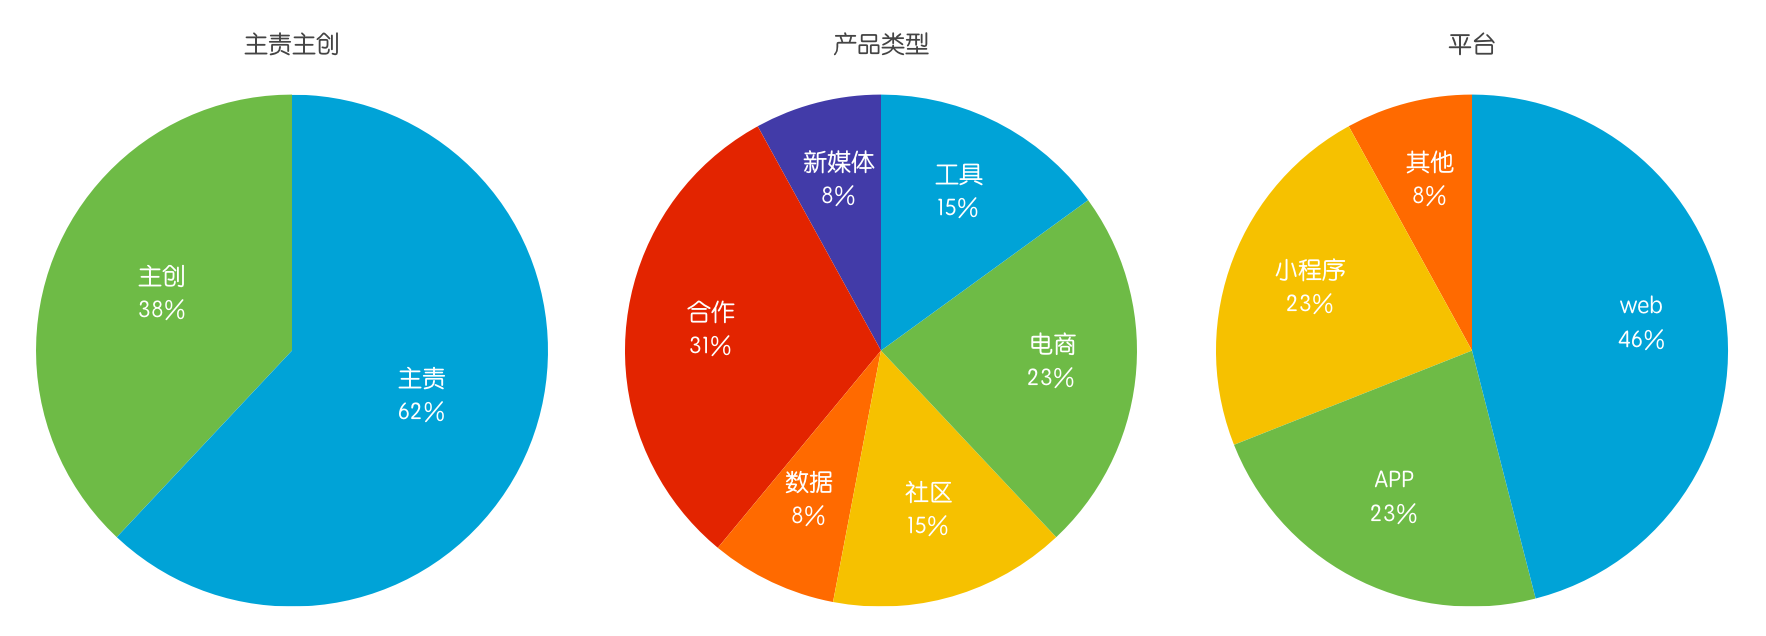 主责主创
主创
38%
主责
62%
产品类型
新媒体
8%
工具
15%
合作
31%
电商
23%
数据
8%
社区
15%
平台
其他
8%
小程序
23%
web
46%
APP
23%